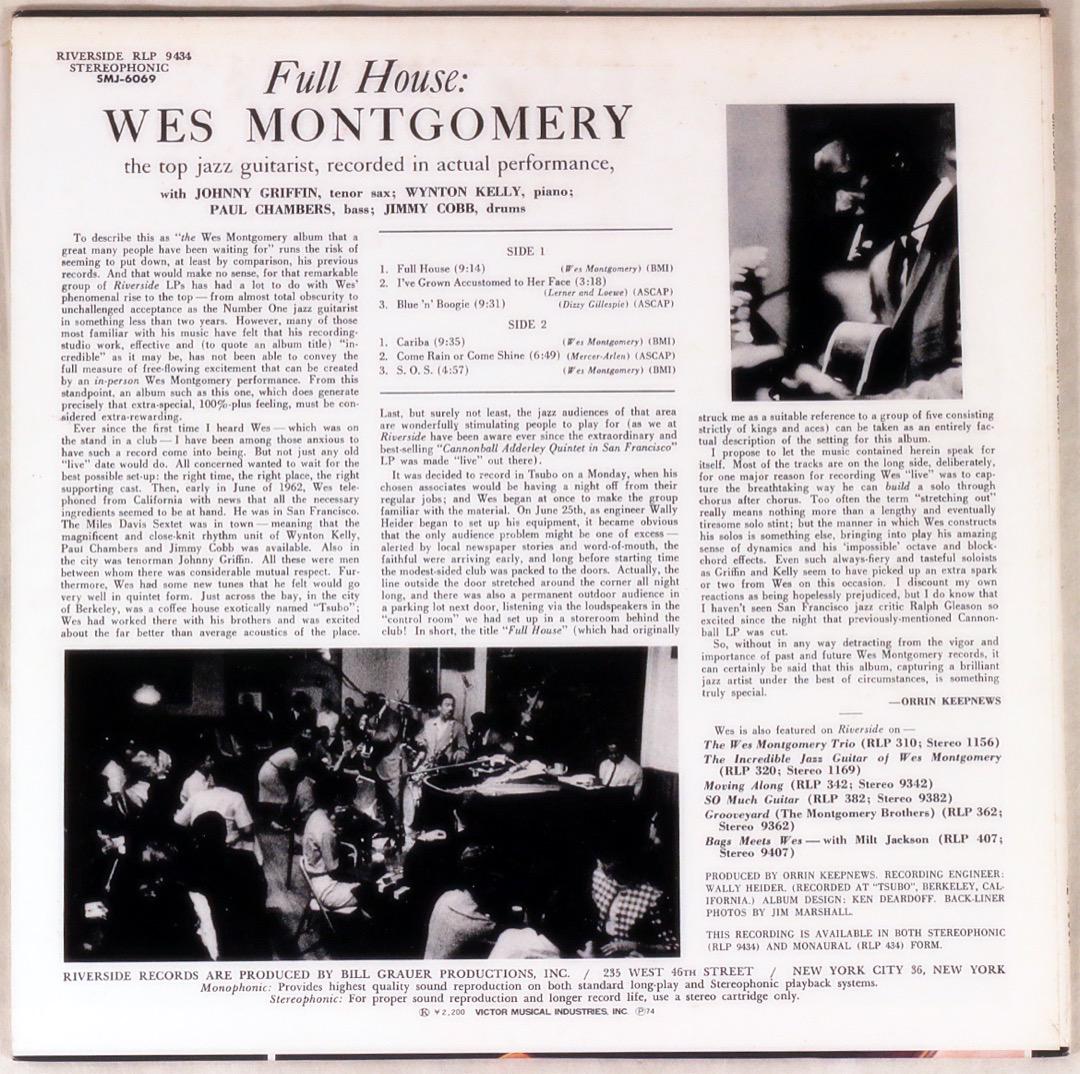 RIVERSIDE RLP 9434
STEREOPHONIC
SMJ-6069
Full House:
WES MONTGOMERY
the top jazz guitarist, recorded in actual performance,
with JOHNNY GRIFFIN, tenor sax; WYNTON KELLY, piano;
PAUL CHAMBERS, bass; JIMMY COBB, drums
To describe this as "the Wes Montgomery album that a
great many people have been waiting for" runs the risk of
seeming to put down, at least by comparison, his previous
records. And that would make no sense, for that remarkable
group of Riverside LPs has had a lot to do with Wes'
phenomenal rise to the top — from almost total obscurity to
unchallenged acceptance as the Number One jazz guitarist
in something less than two years. However, many of those
most familiar with his music have felt that his recording-
studio work, effective and (to quote an album title) "in-
credible" as it may be, has not been able to convey the
full measure of free-flowing excitement that can be created
by an in-person Wes Montgomery performance. From this
standpoint, an album such as this one, which does generate
precisely that extra-special, 100%-plus feeling, must be con-
sidered extra-rewarding.
Ever since the first time I heard Wes — which was on
the stand in a club — I have been among those anxious to
have such a record come into being. But not just any old
"live" date would do. All concerned wanted to wait for the
best possible set-up: the right time, the right place, the right
supporting cast. Then, early in June of 1962, Wes tele-
phoned from California with news that all the necessary
ingredients seemed to be at hand. He was in San Francisco.
The Miles Davis Sextet was in town — meaning that the
magnificent and close-knit rhythm unit of Wynton Kelly,
Paul Chambers and Jimmy Cobb was available. Also in
the city was tenorman Johnny Griffin. All these were men
between whom there was considerable mutual respect. Fur-
thermore, Wes had some new tunes that he felt would go
very well in quintet form. Just across the bay, in the city
of Berkeley, was a coffee house exotically named "Tsubo";
Wes had worked there with his brothers and was excited
about the far better than average acoustics of the place.
SIDE 1
1. Full House (9:14) (Wes Montgomery) (BMI)
2. I've Grown Accustomed to Her Face (3:18)
(Lerner and Loewe) (ASCAP)
3. Blue 'n' Boogie (9:31) (Dizzy Gillespie) (ASCAP)
SIDE 2
1. Cariba (9:35) (Wes Montgomery) (BMI)
2. Come Rain or Come Shine (6:49) (Mercer-Arlen) (ASCAP)
3. S. O. S. (4:57) (Wes Montgomery) (BMI)
Last, but surely not least, the jazz audiences of that area
are wonderfully stimulating people to play for (as we at
Riverside have been aware ever since the extraordinary and
best-selling "Cannonball Adderley Quintet in San Francisco"
LP was made "live" out there).
It was decided to record in Tsubo on a Monday, when his
chosen associates would be having a night off from their
regular jobs; and Wes began at once to make the group
familiar with the material. On June 25th, as engineer Wally
Heider began to set up his equipment, it became obvious
that the only audience problem might be one of excess —
alerted by local newspaper stories and word-of-mouth, the
faithful were arriving early, and long before starting time
the modest-sided club was packed to the doors. Actually, the
line outside the door stretched around the corner all night
long, and there was also a permanent outdoor audience in
a parking lot next door, listening via the loudspeakers in the
"control room" we had set up in a storeroom behind the
club! In short, the title "Full House" (which had originally
struck me as a suitable reference to a group of five consisting
strictly of kings and aces) can be taken as an entirely fac-
tual description of the setting for this album.
I propose to let the music contained herein speak for
itself. Most of the tracks are on the long side, deliberately,
for one major reason for recording Wes "live" was to cap-
ture the breathtaking way he can build a solo through
chorus after chorus. Too often the term "stretching out"
really means nothing more than a lengthy and eventually
tiresome solo stint; but the manner in which Wes constructs
his solos is something else, bringing into play his amazing
sense of dynamics and his 'impossible' octave and block-
chord effects. Even such always-fiery and tasteful soloists
as Griffin and Kelly seem to have picked up an extra spark
or two from Wes on this occasion. I discount my own
reactions as being hopelessly prejudiced, but I do know that
I haven't seen San Francisco jazz critic Ralph Gleason so
excited since the night that previously-mentioned Cannon-
ball LP was cut.
So, without in any way detracting from the vigor and
importance of past and future Wes Montgomery records, it
can certainly be said that this album, capturing a brilliant
jazz artist under the best of circumstances, is something
truly special.
—ORRIN KEEPNEWS
Wes is also featured on Riverside on —
The Wes Montgomery Trio (RLP 310; Stereo 1156)
The Incredible Jazz Guitar of Wes Montgomery
(RLP 320; Stereo 1169)
Moving Along (RLP 342; Stereo 9342)
SO Much Guitar (RLP 382; Stereo 9382)
Grooveyard (The Montgomery Brothers) (RLP 362;
Stereo 9362)
Bags Meets Wes — with Milt Jackson (RLP 407;
Stereo 9407)
PRODUCED BY ORRIN KEEPNEWS. RECORDING ENGINEER:
WALLY HEIDER. (RECORDED AT "TSUBO", BERKELEY, CAL-
IFORNIA.) ALBUM DESIGN: KEN DEARDOFF. BACK-LINER
PHOTOS BY JIM MARSHALL.
THIS RECORDING IS AVAILABLE IN BOTH STEREOPHONIC
(RLP 9434) AND MONAURAL (RLP 434) FORM.
RIVERSIDE RECORDS ARE PRODUCED BY BILL GRAUER PRODUCTIONS, INC. / 235 WEST 46TH STREET / NEW YORK CITY 36, NEW YORK
Monophonic: Provides highest quality sound reproduction on both standard long-play and Stereophonic playback systems.
Stereophonic: For proper sound reproduction and longer record life, use a stereo cartridge only.
Ⓚ ¥2,200 VICTOR MUSICAL INDUSTRIES, INC. Ⓟ74